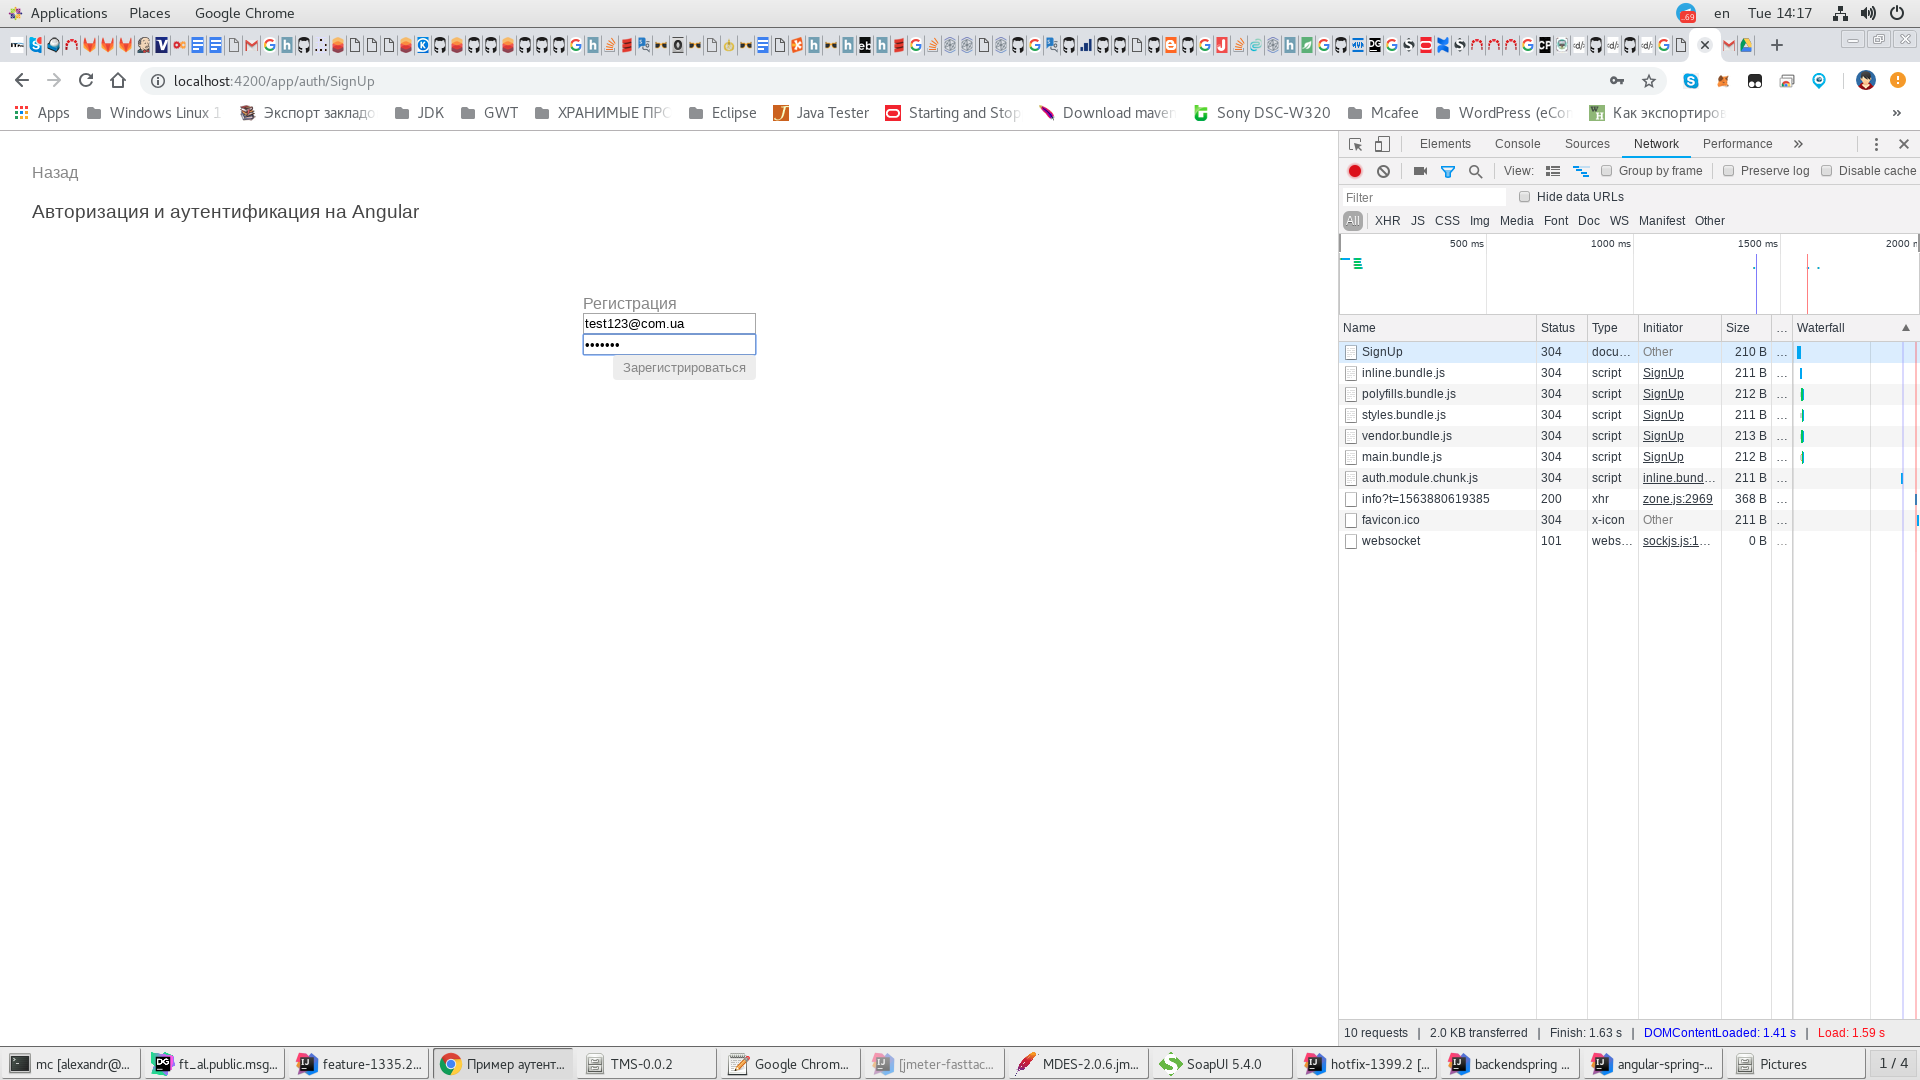 Applications Places Google Chrome
69 en Tue 14:17
localhost:4200/app/auth/SignUp
Apps Windows Linux 1 Экспорт закладо JDK GWT ХРАНИМЫЕ ПРО Eclipse Java Tester Starting and Stop Download maven Sony DSC-W320 Mcafee WordPress (eCo Как экспортиров »
Назад
Авторизация и аутентификация на Angular
Регистрация
test123@com.ua
•••••••
Зарегистрироваться
Elements Console Sources Network Performance »
View: Group by frame Preserve log Disable cache
Filter Hide data URLs
All XHR JS CSS Img Media Font Doc WS Manifest Other
500 ms 1000 ms 1500 ms 2000 m
Name Status Type Initiator Size … Waterfall
SignUp 304 docu… Other 210 B …
inline.bundle.js 304 script SignUp 211 B …
polyfills.bundle.js 304 script SignUp 212 B …
styles.bundle.js 304 script SignUp 211 B …
vendor.bundle.js 304 script SignUp 213 B …
main.bundle.js 304 script SignUp 212 B …
auth.module.chunk.js 304 script inline.bund… 211 B …
info?t=1563880619385 200 xhr zone.js:2969 368 B …
favicon.ico 304 x-icon Other 211 B …
websocket 101 webs… sockjs.js:1… 0 B …
10 requests | 2.0 KB transferred | Finish: 1.63 s | DOMContentLoaded: 1.41 s | Load: 1.59 s
mc [alexandr@... ft_al.public.msg... feature-1335.2... Пример аутент... TMS-0.0.2 Google Chrom... [jmeter-fasttac... MDES-2.0.6.jm... SoapUI 5.4.0 hotfix-1399.2 [... backendspring ... angular-spring-... Pictures 1 / 4